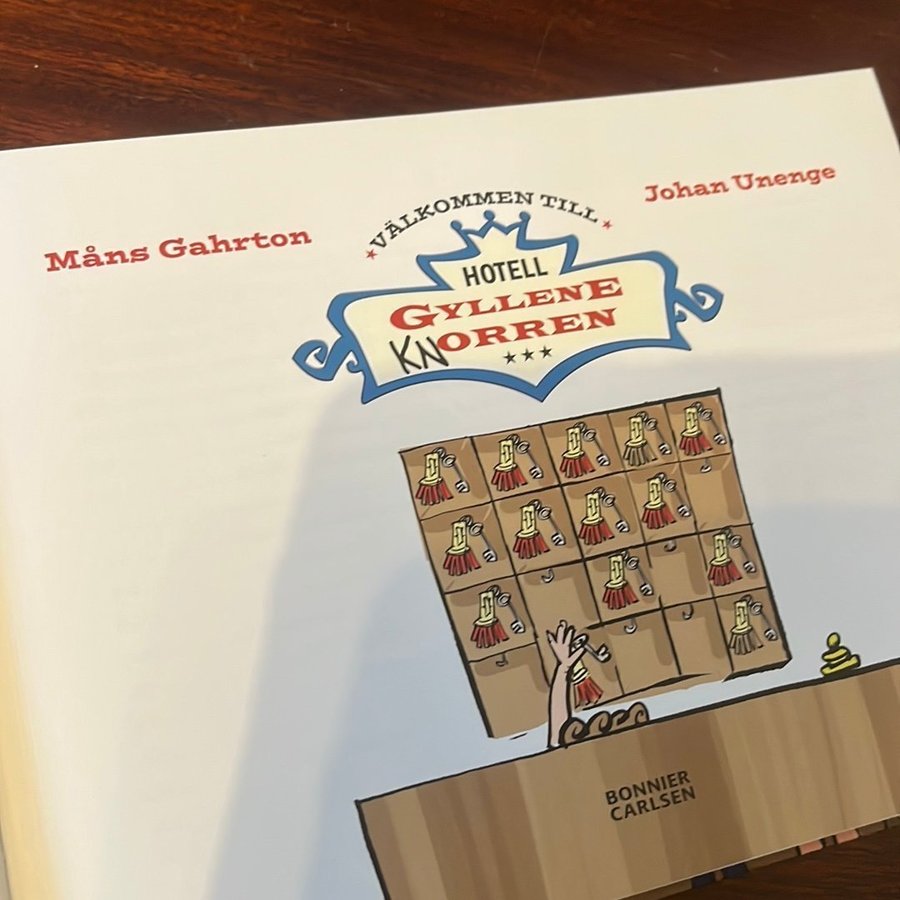 Måns Gahrton
Johan Unenge
VÄLKOMMEN TILL
HOTELL
GYLLENE
KNORREN
BONNIER
CARLSEN